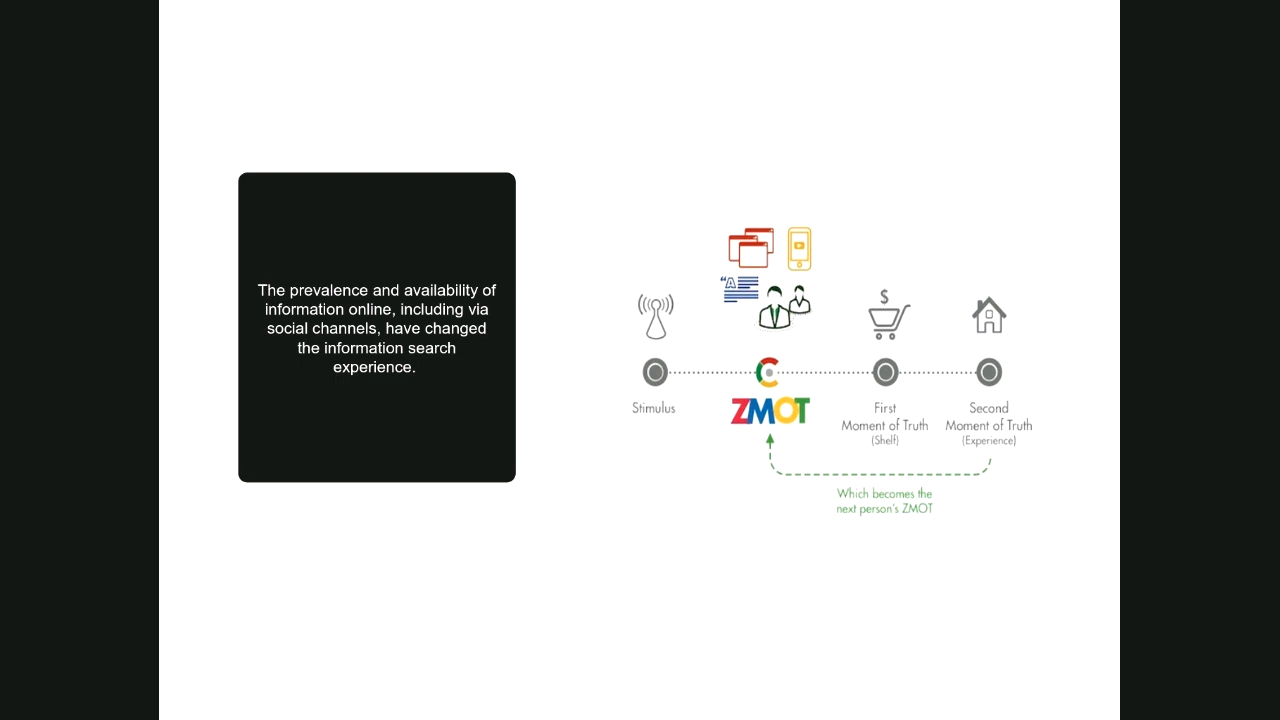 The prevalence and availability of
information online, including via
social channels, have changed
the information search
experience.
$
"A
Stimulus
ZMOT
First
Moment of Truth
(Shelf)
Second
Moment of Truth
(Experience)
Which becomes the
next person's ZMOT